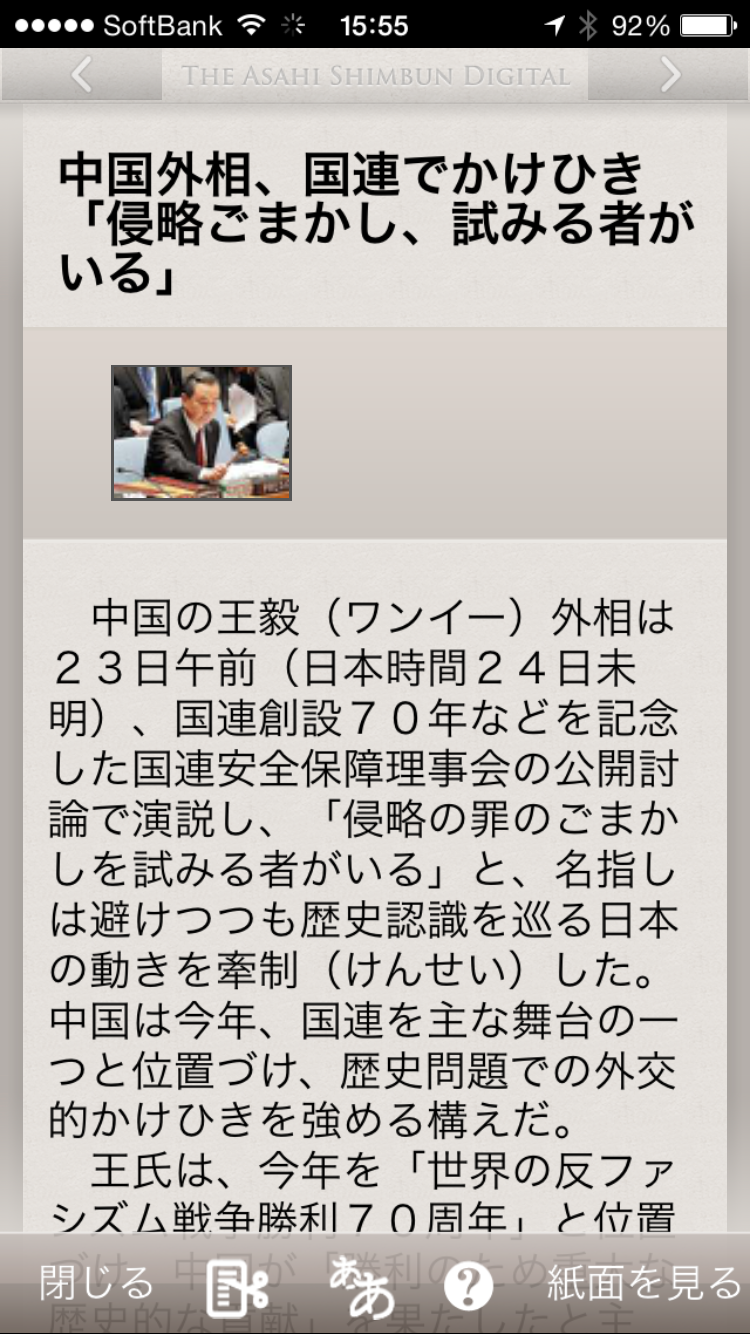 SoftBank 15:55 92%
THE ASAHI SHIMBUN DIGITAL
中国外相、国連でかけひき
「侵略ごまかし、試みる者が
いる」
　中国の王毅（ワンイー）外相は
２３日午前（日本時間２４日未
明）、国連創設７０年などを記念
した国連安全保障理事会の公開討
論で演説し、「侵略の罪のごまか
しを試みる者がいる」と、名指し
は避けつつも歴史認識を巡る日本
の動きを牽制（けんせい）した。
中国は今年、国連を主な舞台の一
つと位置づけ、歴史問題での外交
的かけひきを強める構えだ。
　王氏は、今年を「世界の反ファ
シズム戦争勝利７０周年」と位置
づけ、中国が「勝利のため重大な
歴史的な貢献」を果たしたと主
閉じる ああ ? 紙面を見る